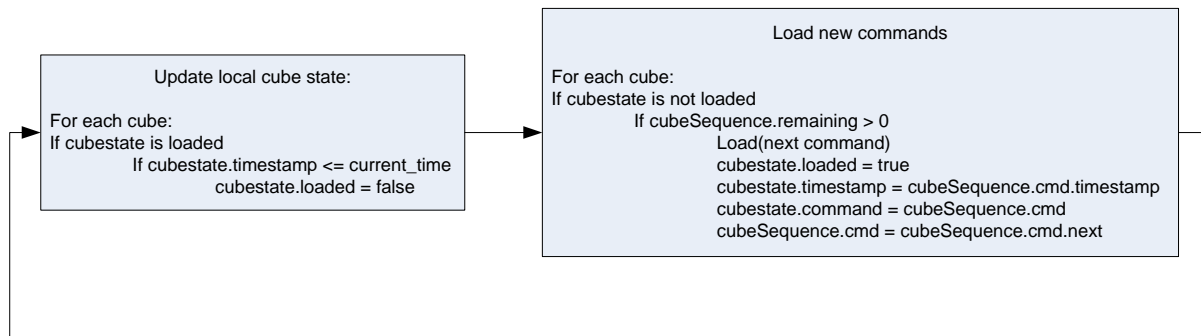 Update local cube state:
For each cube:
If cubestate is loaded
If cubestate.timestamp <= current_time
cubestate.loaded = false
Load new commands
For each cube:
If cubestate is not loaded
If cubeSequence.remaining > 0
Load(next command)
cubestate.loaded = true
cubestate.timestamp = cubeSequence.cmd.timestamp
cubestate.command = cubeSequence.cmd
cubeSequence.cmd = cubeSequence.cmd.next